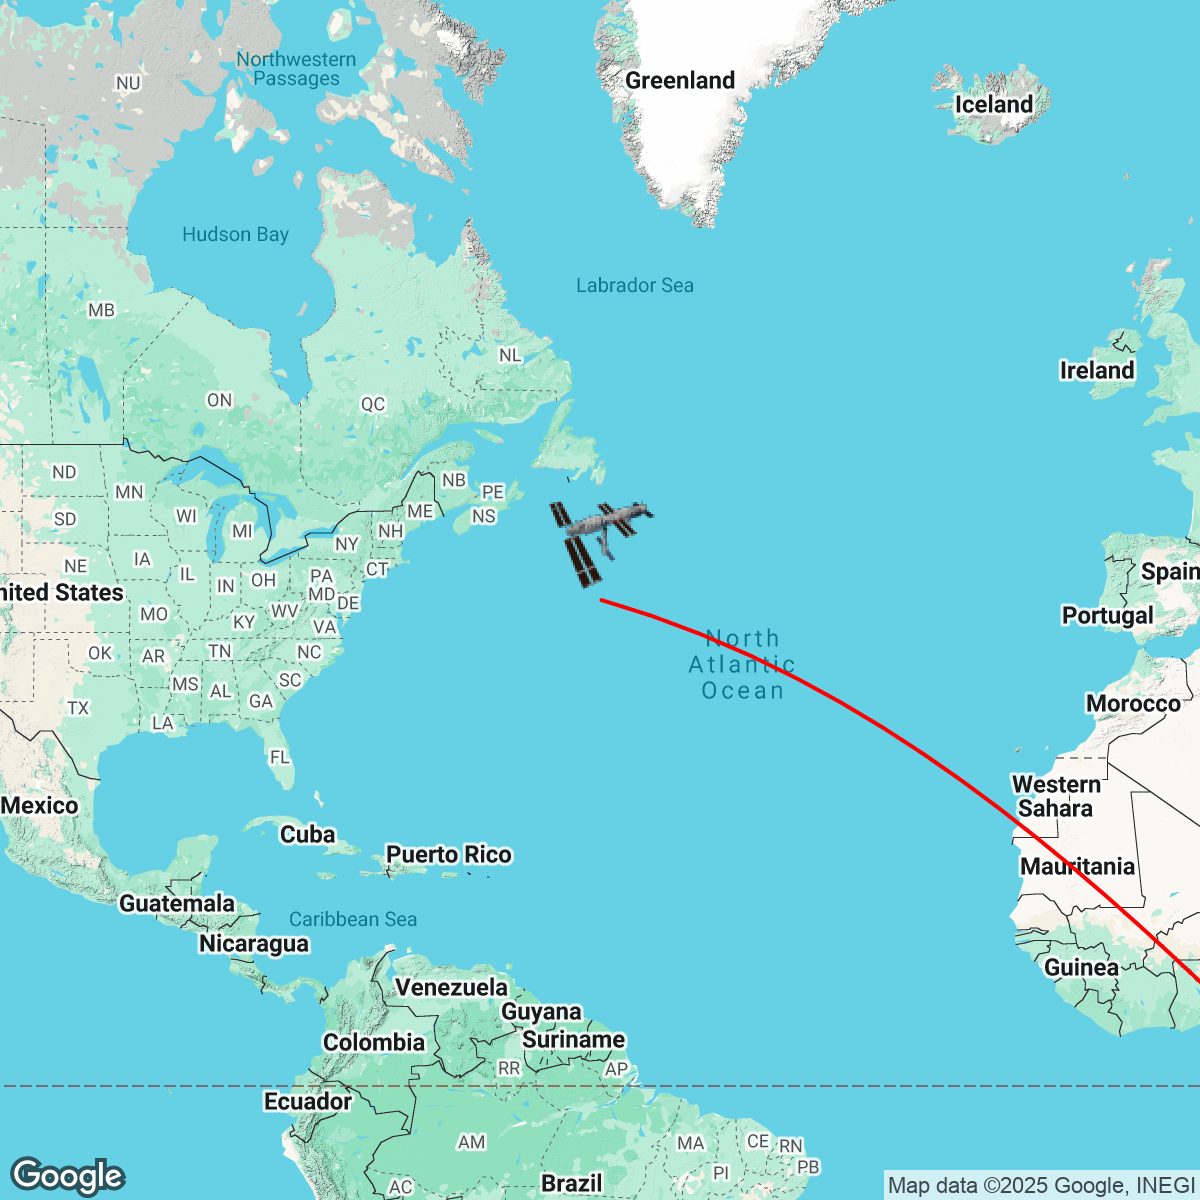 Northwestern
Passages
NU
Greenland
Iceland
Hudson Bay
Labrador Sea
MB
NL
Ireland
ON
QC
ND
MN
NB
PE
SD
WI
MI
ME
NS
NH
NY
IA
NE
IL
IN
OH
PA
CT
Spain
nited States
MD
DE
MO
WV
KY
VA
Portugal
OK
AR
TN
NC
North
Atlantic
Ocean
MS
AL
SC
GA
TX
LA
Morocco
FL
Western
Sahara
Mexico
Cuba
Puerto Rico
Mauritania
Guatemala
Caribbean Sea
Nicaragua
Guinea
Venezuela
Guyana
Colombia
Suriname
RR
AP
Ecuador
AM
MA
CE
RN
PI
PB
Brazil
AC
Google
Map data ©2025 Google, INEGI